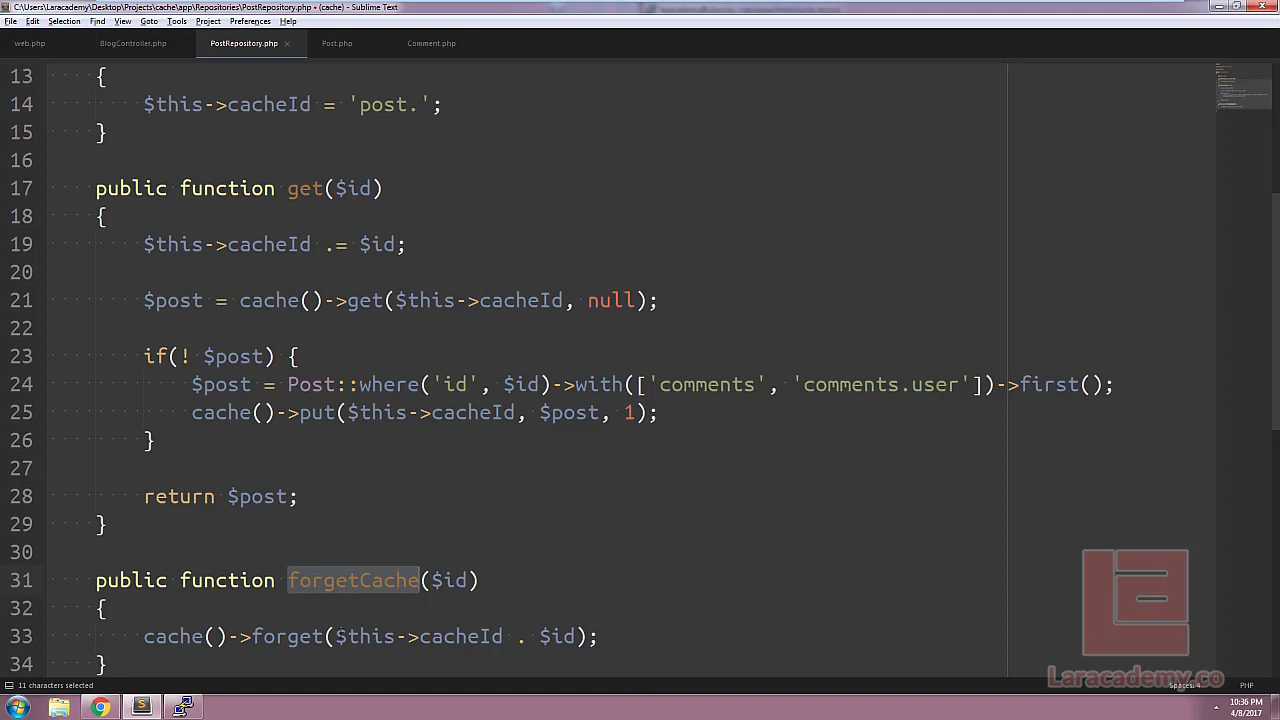 C:\Users\Laracademy\Desktop\Projects\cache\app\Repositories\PostRepository.php • (cache) - Sublime Text
File Edit Selection Find View Goto Tools Project Preferences Help
web.php BlogController.php PostRepository.php × Post.php Comment.php
13 {
14 $this->cacheId = 'post.';
15 }
16
17 public function get($id)
18 {
19 $this->cacheId .= $id;
20
21 $post = cache()->get($this->cacheId, null);
22
23 if(! $post) {
24 $post = Post::where('id', $id)->with(['comments', 'comments.user'])->first();
25 cache()->put($this->cacheId, $post, 1);
26 }
27
28 return $post;
29 }
30
31 public function forgetCache($id)
32 {
33 cache()->forget($this->cacheId . $id);
34 }
Laracademy.co
11 characters selected Spaces: 4 PHP
10:36 PM
4/8/2017